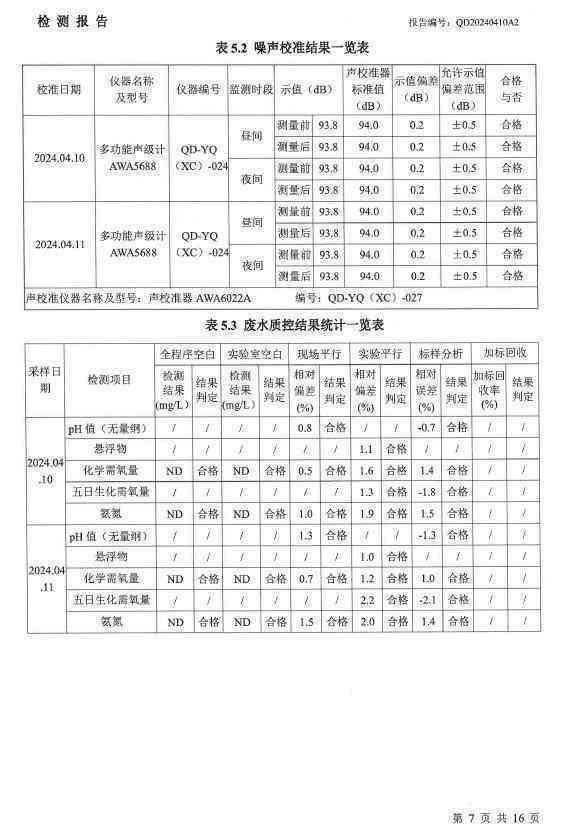 检 测 报 告 报告编号：QD20240410A2
表 5.2 噪声校准结果一览表
校准日期 仪器名称及型号 仪器编号 监测时段 示值（dB） 声校准器标准值（dB） 示值偏差（dB） 允许示值偏差范围（dB） 合格与否
2024.04.10 多功能声级计 AWA5688 QD-YQ（XC）-024 昼间 测量前 93.8 94.0 0.2 ±0.5 合格
测量后 93.8 94.0 0.2 ±0.5 合格
夜间 测量前 93.8 94.0 0.2 ±0.5 合格
测量后 93.8 94.0 0.2 ±0.5 合格
2024.04.11 多功能声级计 AWA5688 QD-YQ（XC）-024 昼间 测量前 93.8 94.0 0.2 ±0.5 合格
测量后 93.8 94.0 0.2 ±0.5 合格
夜间 测量前 93.8 94.0 0.2 ±0.5 合格
测量后 93.8 94.0 0.2 ±0.5 合格
声校准仪器名称及型号：声校准器 AWA6022A 编号：QD-YQ（XC）-027
表 5.3 废水质控结果统计一览表
采样日期 检测项目 全程序空白 实验室空白 现场平行 实验平行 标样分析 加标回收
检测结果(mg/L) 结果判定 检测结果(mg/L) 结果判定 相对偏差(%) 结果判定 相对偏差(%) 结果判定 相对误差(%) 结果判定 加标回收率(%) 结果判定
2024.04.10 pH 值（无量纲） / / / / 0.8 合格 / / -0.7 合格 / /
悬浮物 / / / / / / 1.1 合格 / / / /
化学需氧量 ND 合格 ND 合格 0.5 合格 1.6 合格 1.4 合格 / /
五日生化需氧量 / / / / / / 1.3 合格 -1.8 合格 / /
氨氮 ND 合格 ND 合格 1.0 合格 1.9 合格 1.5 合格 / /
2024.04.11 pH 值（无量纲） / / / / 1.3 合格 / / -1.3 合格 / /
悬浮物 / / / / / / 1.0 合格 / / / /
化学需氧量 ND 合格 ND 合格 0.7 合格 1.2 合格 1.0 合格 / /
五日生化需氧量 / / / / / / 2.2 合格 -2.1 合格 / /
氨氮 ND 合格 ND 合格 1.5 合格 2.0 合格 1.4 合格 / /
第 7 页 共 16 页